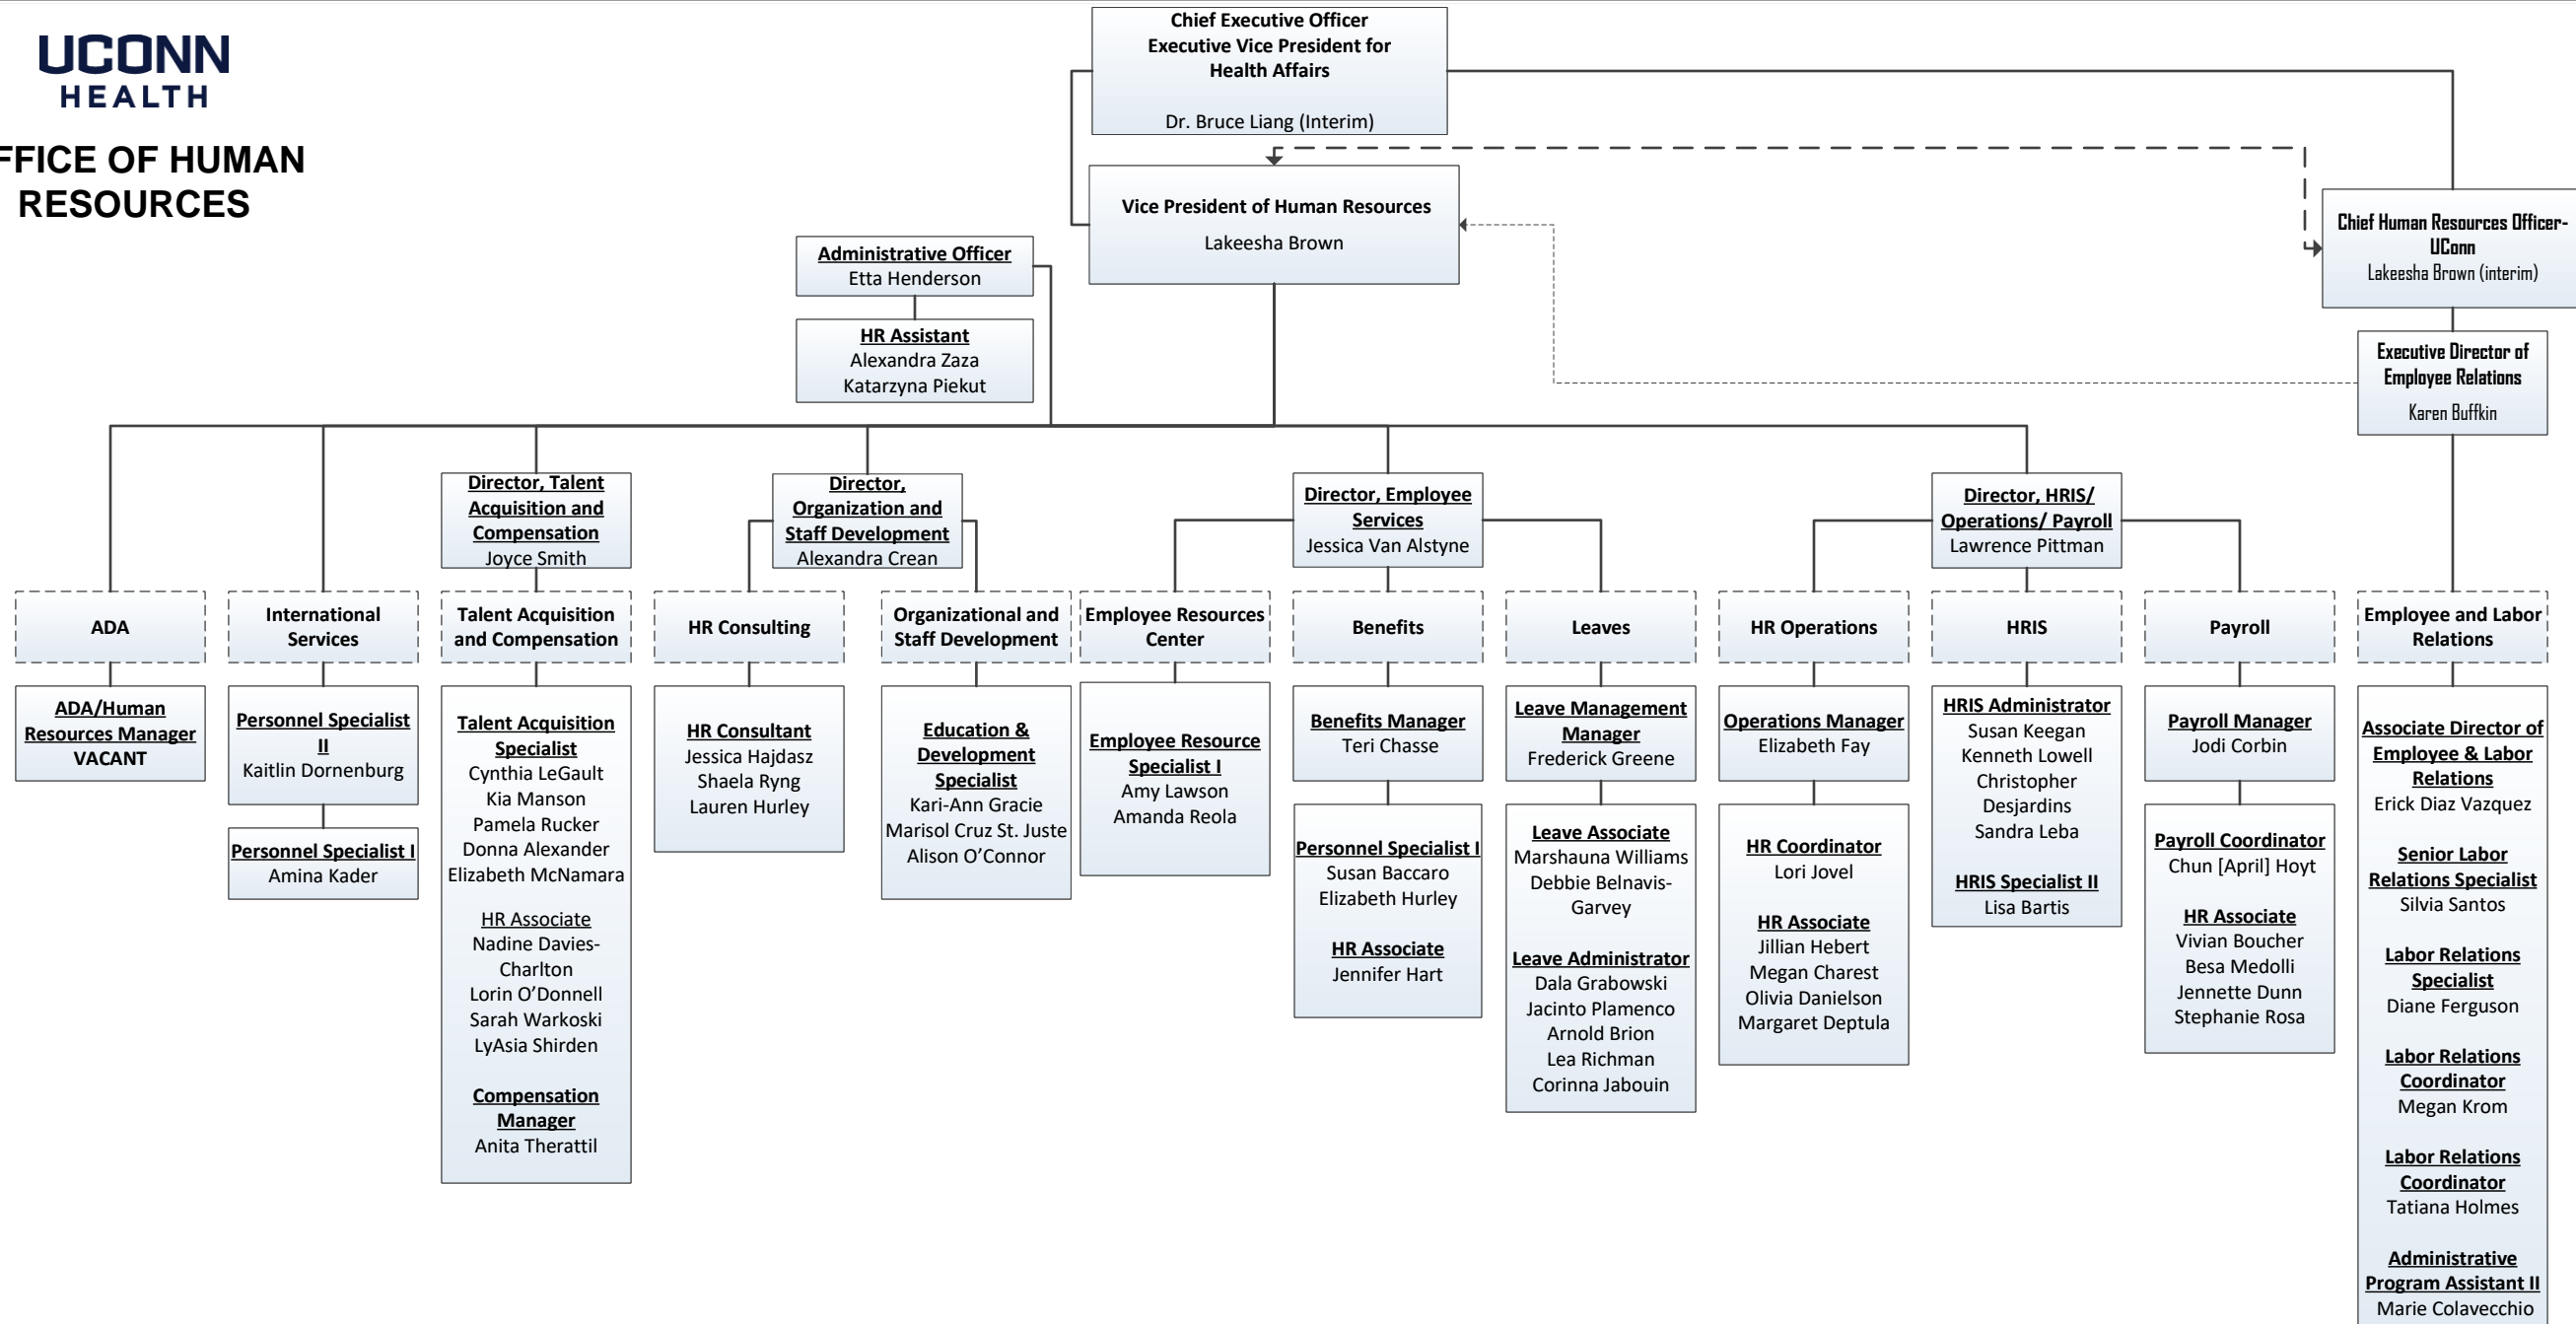 UCONN
HEALTH
FFICE OF HUMAN
RESOURCES
Chief Executive Officer
Executive Vice President for
Health Affairs
Dr. Bruce Liang (Interim)
Vice President of Human Resources
Lakeesha Brown
Chief Human Resources Officer-
UConn
Lakeesha Brown (interim)
Administrative Officer
Etta Henderson
HR Assistant
Alexandra Zaza
Katarzyna Piekut
Executive Director of
Employee Relations
Karen Buffkin
Director, Talent
Acquisition and
Compensation
Joyce Smith
Director,
Organization and
Staff Development
Alexandra Crean
Director, Employee
Services
Jessica Van Alstyne
Director, HRIS/
Operations/ Payroll
Lawrence Pittman
ADA
International
Services
Talent Acquisition
and Compensation
HR Consulting
Organizational and
Staff Development
Employee Resources
Center
Benefits
Leaves
HR Operations
HRIS
Payroll
Employee and Labor
Relations
ADA/Human
Resources Manager
VACANT
Personnel Specialist
II
Kaitlin Dornenburg
Personnel Specialist I
Amina Kader
Talent Acquisition
Specialist
Cynthia LeGault
Kia Manson
Pamela Rucker
Donna Alexander
Elizabeth McNamara
HR Associate
Nadine Davies-
Charlton
Lorin O’Donnell
Sarah Warkoski
LyAsia Shirden
Compensation
Manager
Anita Therattil
HR Consultant
Jessica Hajdasz
Shaela Ryng
Lauren Hurley
Education &
Development
Specialist
Kari-Ann Gracie
Marisol Cruz St. Juste
Alison O’Connor
Employee Resource
Specialist I
Amy Lawson
Amanda Reola
Benefits Manager
Teri Chasse
Personnel Specialist I
Susan Baccaro
Elizabeth Hurley
HR Associate
Jennifer Hart
Leave Management
Manager
Frederick Greene
Leave Associate
Marshauna Williams
Debbie Belnavis-
Garvey
Leave Administrator
Dala Grabowski
Jacinto Plamenco
Arnold Brion
Lea Richman
Corinna Jabouin
Operations Manager
Elizabeth Fay
HR Coordinator
Lori Jovel
HR Associate
Jillian Hebert
Megan Charest
Olivia Danielson
Margaret Deptula
HRIS Administrator
Susan Keegan
Kenneth Lowell
Christopher
Desjardins
Sandra Leba
HRIS Specialist II
Lisa Bartis
Payroll Manager
Jodi Corbin
Payroll Coordinator
Chun [April] Hoyt
HR Associate
Vivian Boucher
Besa Medolli
Jennette Dunn
Stephanie Rosa
Associate Director of
Employee & Labor
Relations
Erick Diaz Vazquez
Senior Labor
Relations Specialist
Silvia Santos
Labor Relations
Specialist
Diane Ferguson
Labor Relations
Coordinator
Megan Krom
Labor Relations
Coordinator
Tatiana Holmes
Administrative
Program Assistant II
Marie Colavecchio